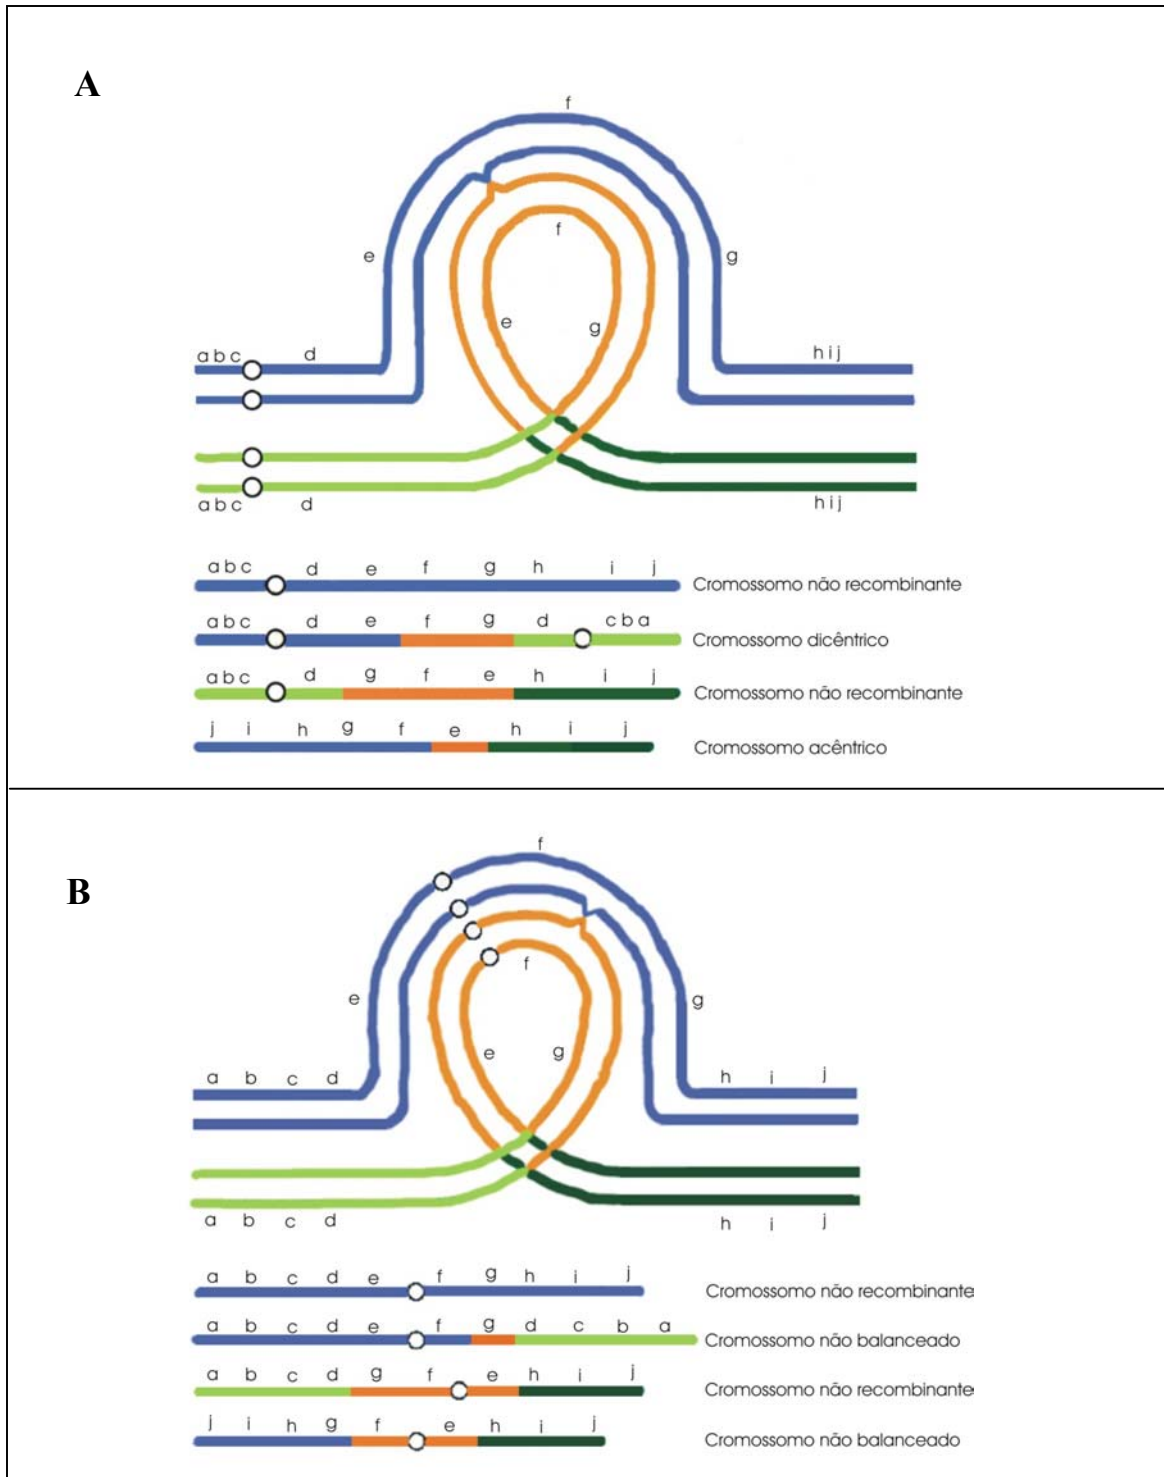 A
f
f
e
g
e
g
a b c
d
h i j
a b c
d
h i j
a b c d e f g h i j
Cromossomo não recombinante
a b c d e f g d c b a
Cromossomo dicêntrico
a b c d g f e h i j
Cromossomo não recombinante
j i h g f e h i j
Cromossomo acêntrico
B
f
f
e
g
e
g
a b c d
h i j
a b c d
h i j
a b c d e f g h i j
Cromossomo não recombinante
a b c d e f g d c b a
Cromossomo não balanceado
a b c d g f e h i j
Cromossomo não recombinante
j i h g f e h i j
Cromossomo não balanceado